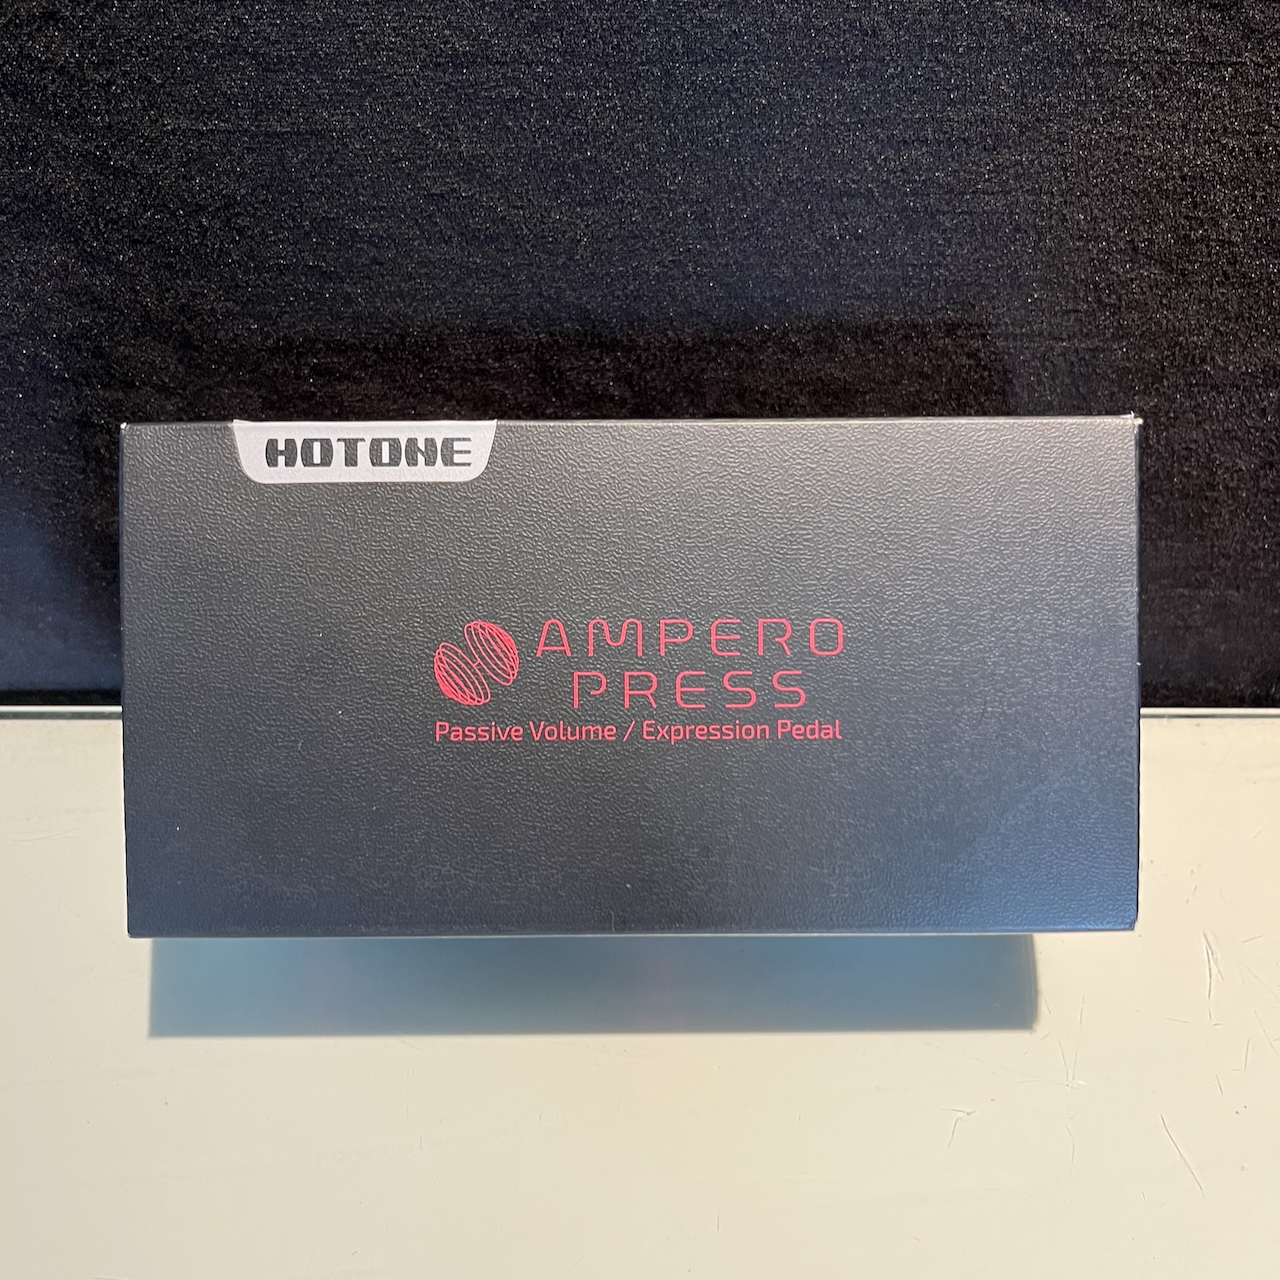 HOTONE
AMPERO
PRESS
Passive Volume / Expression Pedal